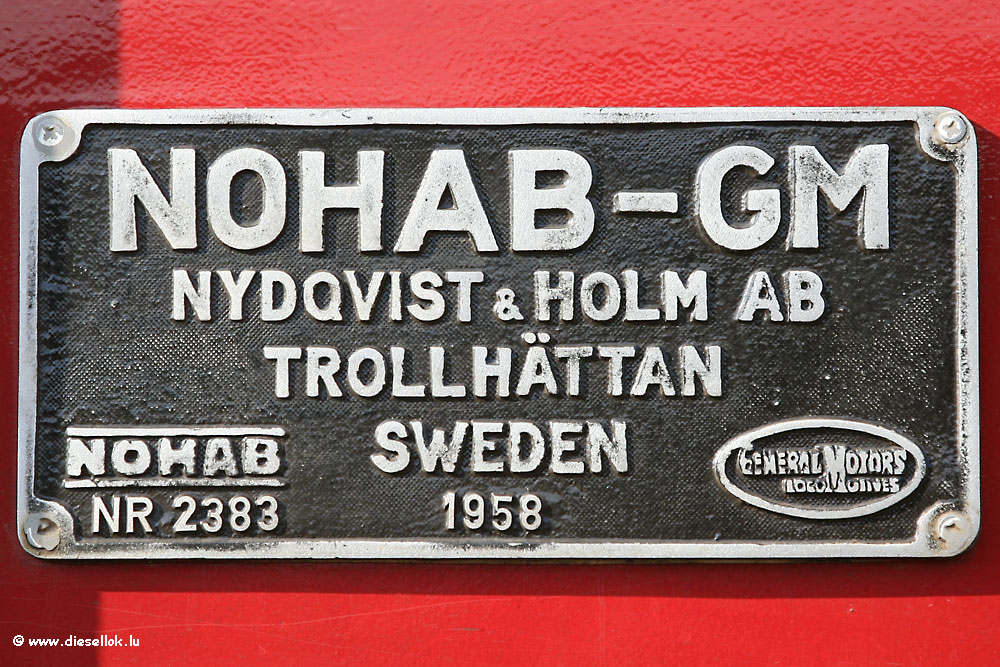 NOHAB-GM
NYDQVIST & HOLM AB
TROLLHÄTTAN
SWEDEN
NOHAB
NR 2383
1958
GENERAL MOTORS
LOCOMOTIVES
© www.diesellok.lu